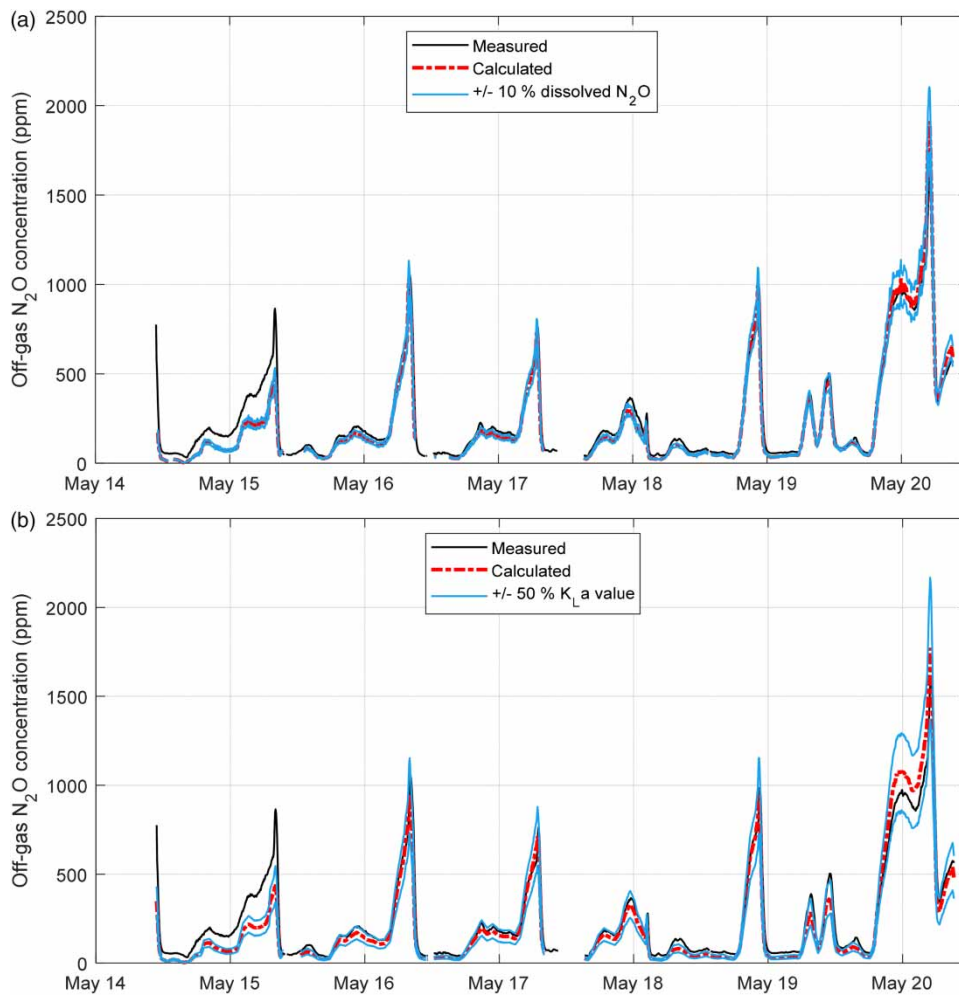 (a)
2500
2000
1500
1000
500
0
Off-gas N2O concentration (ppm)
Measured
Calculated
+/- 10 % dissolved N2O
May 14 May 15 May 16 May 17 May 18 May 19 May 20
(b)
2500
2000
1500
1000
500
0
Off-gas N2O concentration (ppm)
Measured
Calculated
+/- 50 % KLa value
May 14 May 15 May 16 May 17 May 18 May 19 May 20